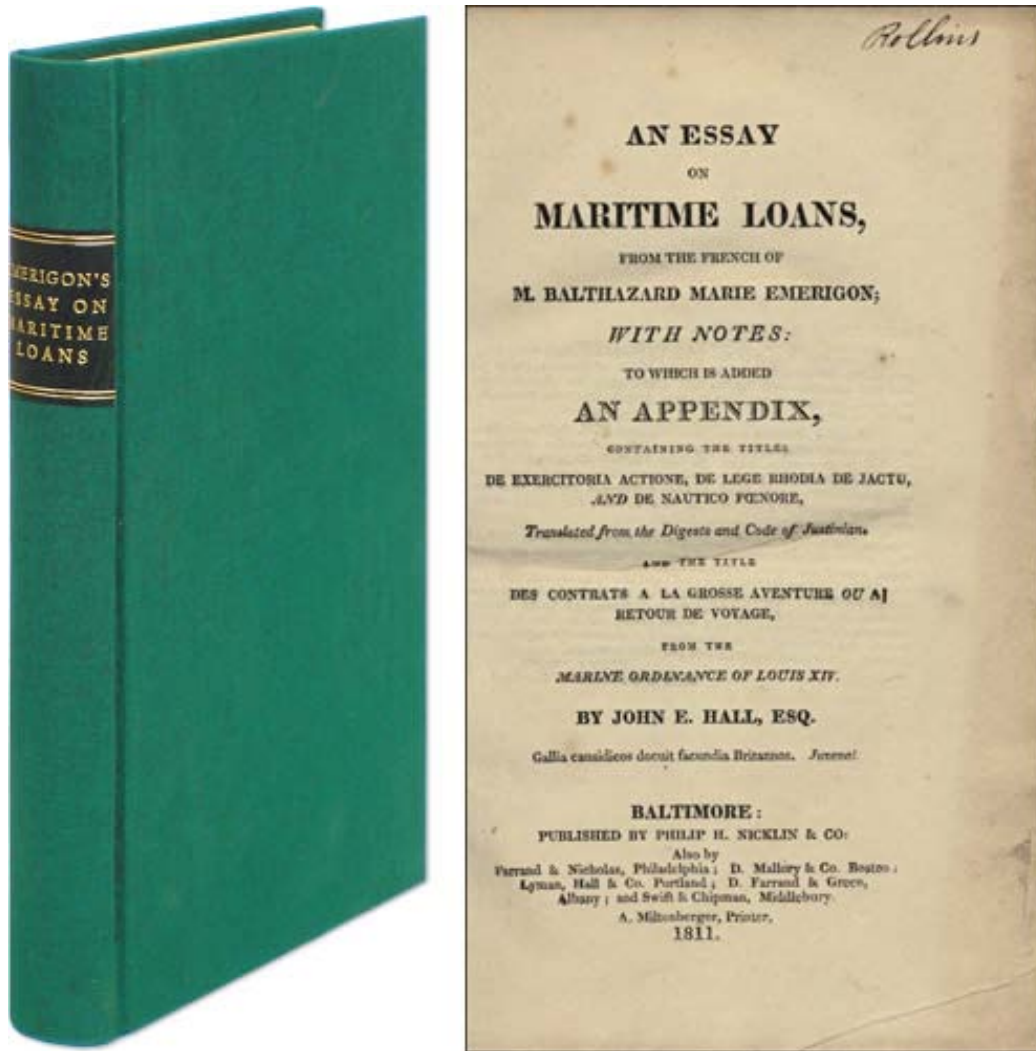 EMERIGON'S
ESSAY ON
MARITIME
LOANS
Rollins
AN ESSAY
ON
MARITIME LOANS,
FROM THE FRENCH OF
M. BALTHAZARD MARIE EMERIGON;
WITH NOTES:
TO WHICH IS ADDED
AN APPENDIX,
CONTAINING THE TITLES
DE EXERCITORIA ACTIONE, DE LEGE RHODIA DE JACTU,
AND DE NAUTICO FŒNORE,
Translated from the Digests and Code of Justinian.
AND THE TITLE
DES CONTRATS A LA GROSSE AVENTURE OU A
RETOUR DE VOYAGE,
FROM THE
MARINE ORDINANCE OF LOUIS XIV.
BY JOHN E. HALL, ESQ.
Gallia causidicos docuit facundia Britannos. Juvenal
BALTIMORE:
PUBLISHED BY PHILIP H. NICKLIN & CO:
Also by
Farrand & Nicholas, Philadelphia; D. Mallory & Co. Boston;
Lyman, Hall & Co. Portland; D. Farrand & Green,
Albany; and Swift & Chipman, Middlebury.
A. Miltenberger, Printer,
1811.